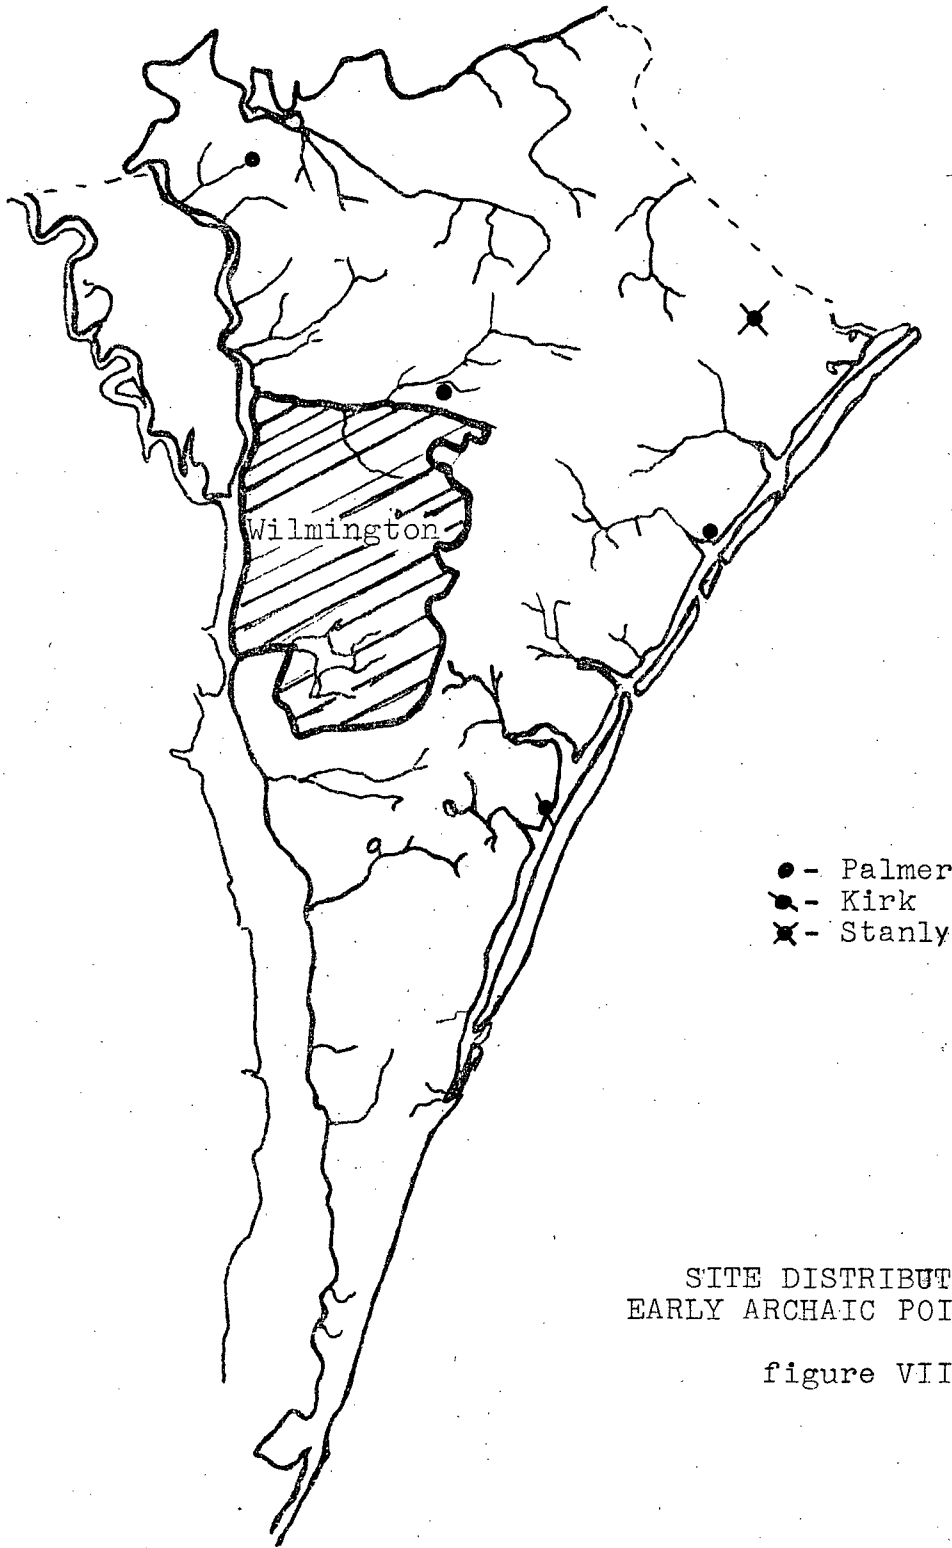 Wilmington
- Palmer
- Kirk
- Stanly
SITE DISTRIBUT
EARLY ARCHAIC POI
figure VII